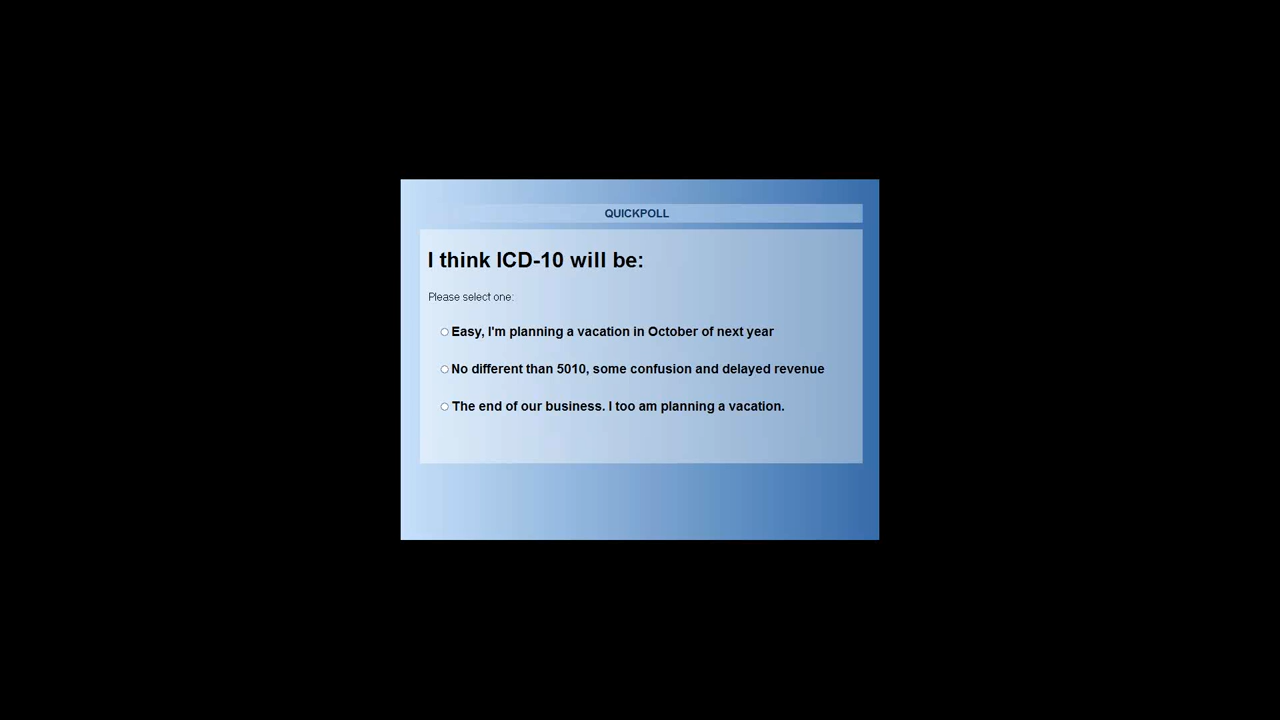 QUICKPOLL
I think ICD-10 will be:
Please select one:
Easy, I'm planning a vacation in October of next year
No different than 5010, some confusion and delayed revenue
The end of our business. I too am planning a vacation.